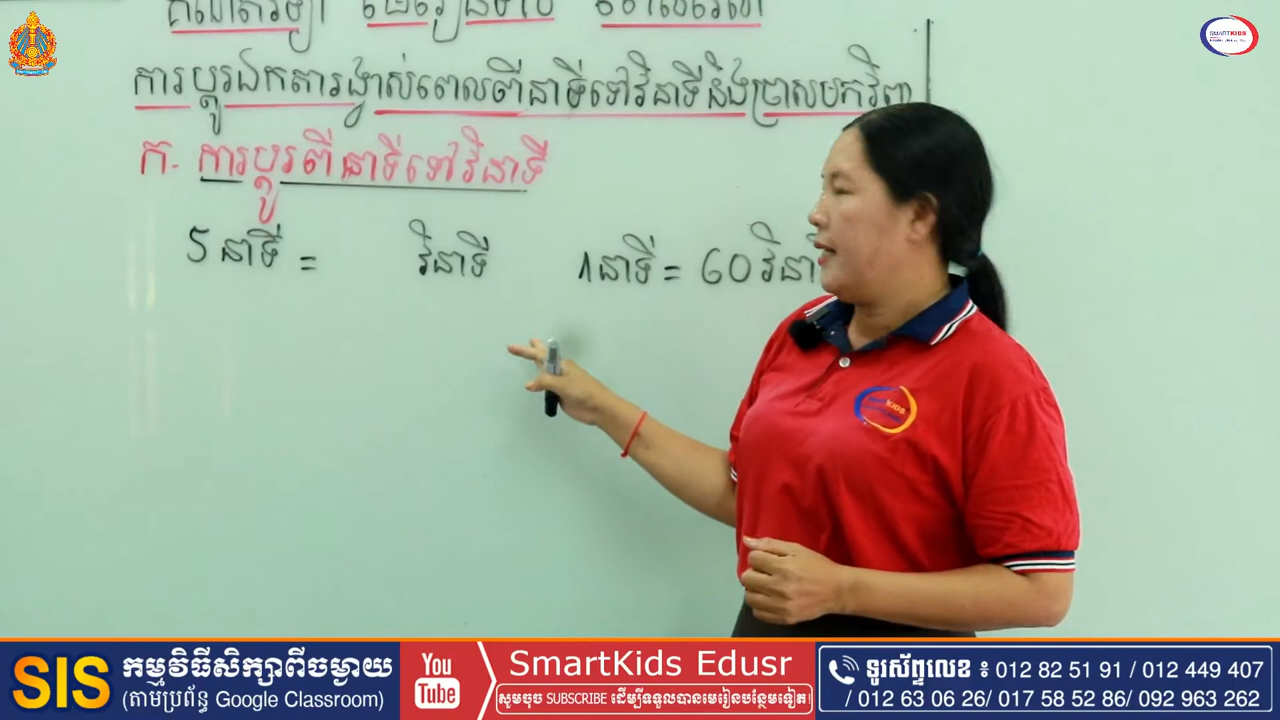 SMARTKIDS
ការប្តូរឯកតារង្វាស់ពេលពីនាទីទៅវិនាទីនិងប្រាសមកវិញ
ក- ការប្តូរពីនាទីទៅវិនាទី
5 នាទី = វិនាទី 1 នាទី = 60 វិនា
SIS កម្មវិធីសិក្សាពីចម្ងាយ
(តាមប្រព័ន្ធ Google Classroom)
You Tube
SmartKids Edusr
សូមចុច SUBSCRIBE ដើម្បីទទួលបានមេរៀនបន្ថែមទៀត!
ទូរស័ព្ទលេខ ៖ 012 82 51 91 / 012 449 407
/ 012 63 06 26/ 017 58 52 86/ 092 963 262